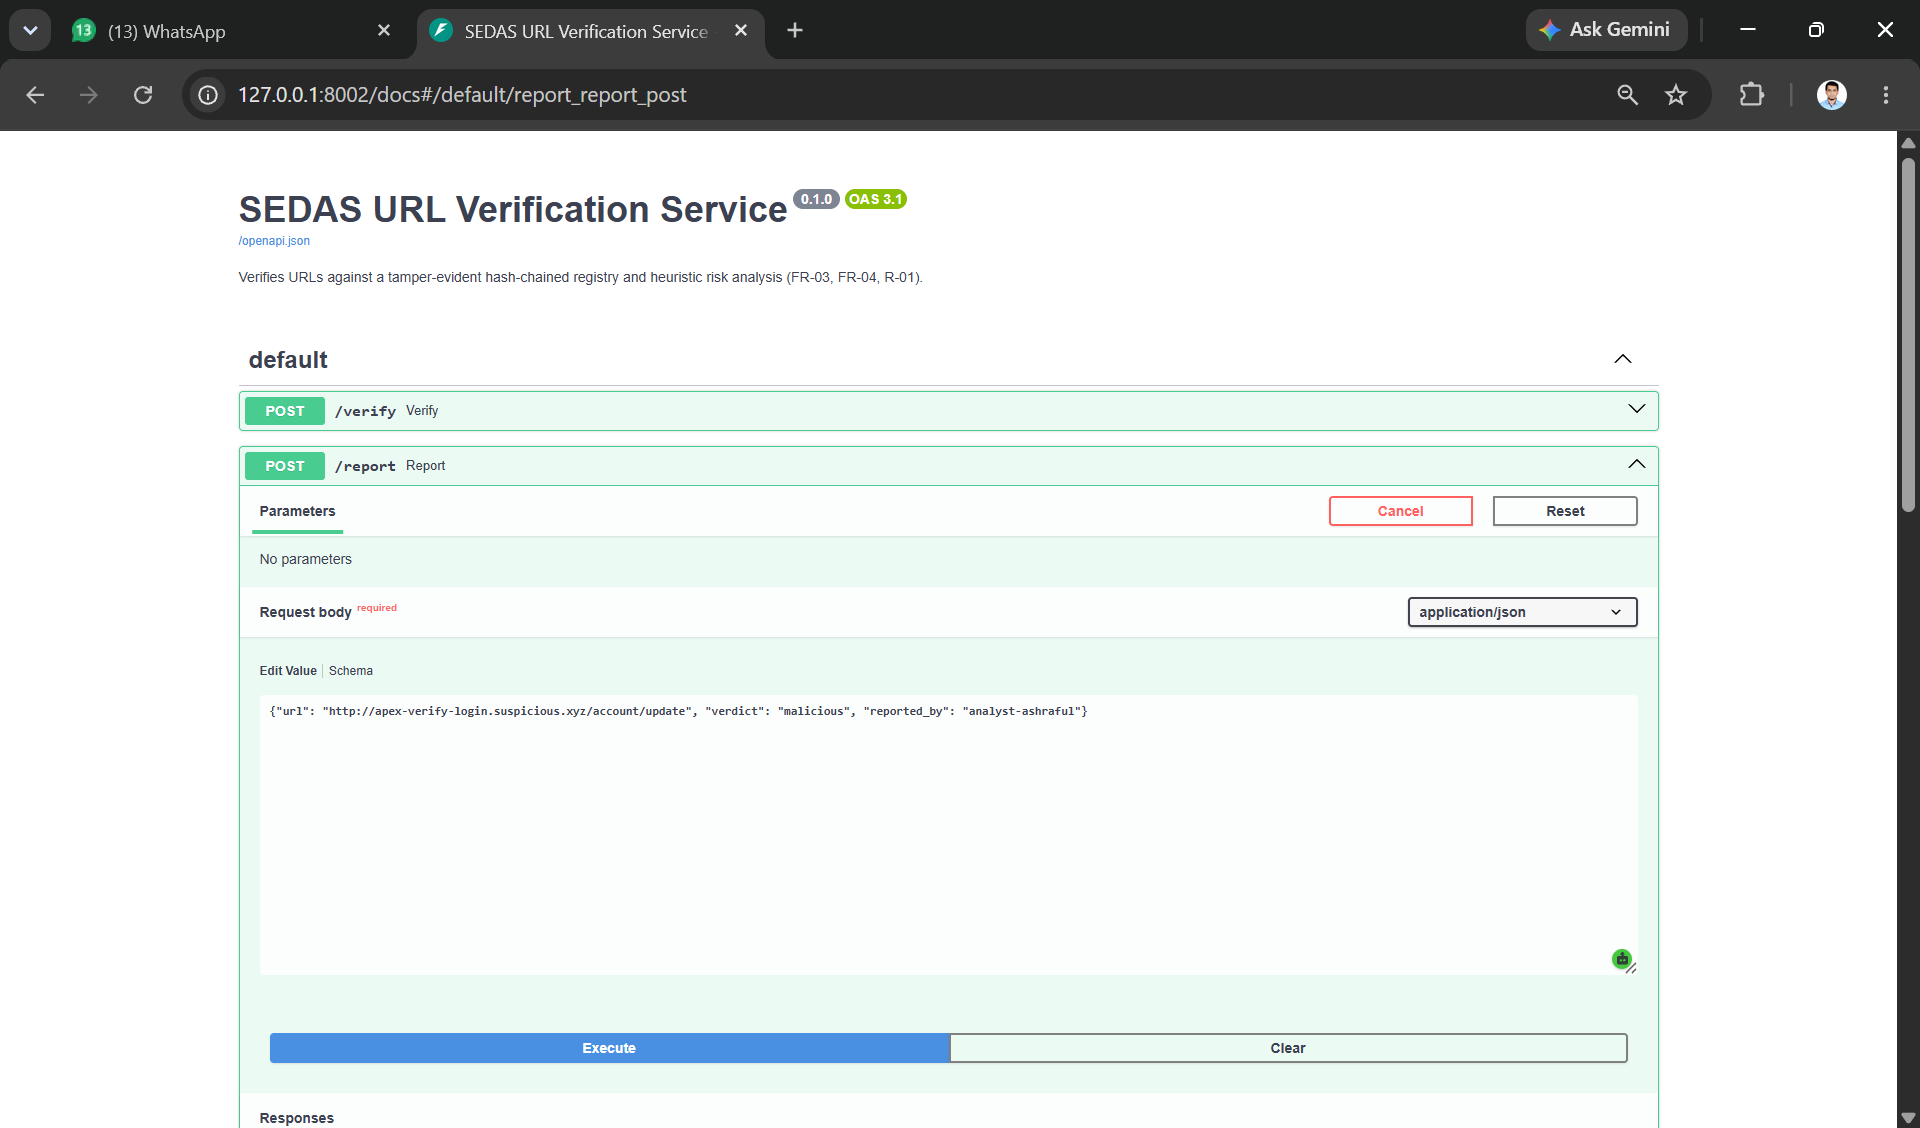 13 (13) WhatsApp
SEDAS URL Verification Service
Ask Gemini
127.0.0.1:8002/docs#/default/report_report_post
SEDAS URL Verification Service 0.1.0 OAS 3.1
/openapi.json
Verifies URLs against a tamper-evident hash-chained registry and heuristic risk analysis (FR-03, FR-04, R-01).
default
POST /verify Verify
POST /report Report
Parameters
Cancel
Reset
No parameters
Request body required
application/json
Edit Value | Schema
{"url": "http://apex-verify-login.suspicious.xyz/account/update", "verdict": "malicious", "reported_by": "analyst-ashraful"}
Execute
Clear
Responses